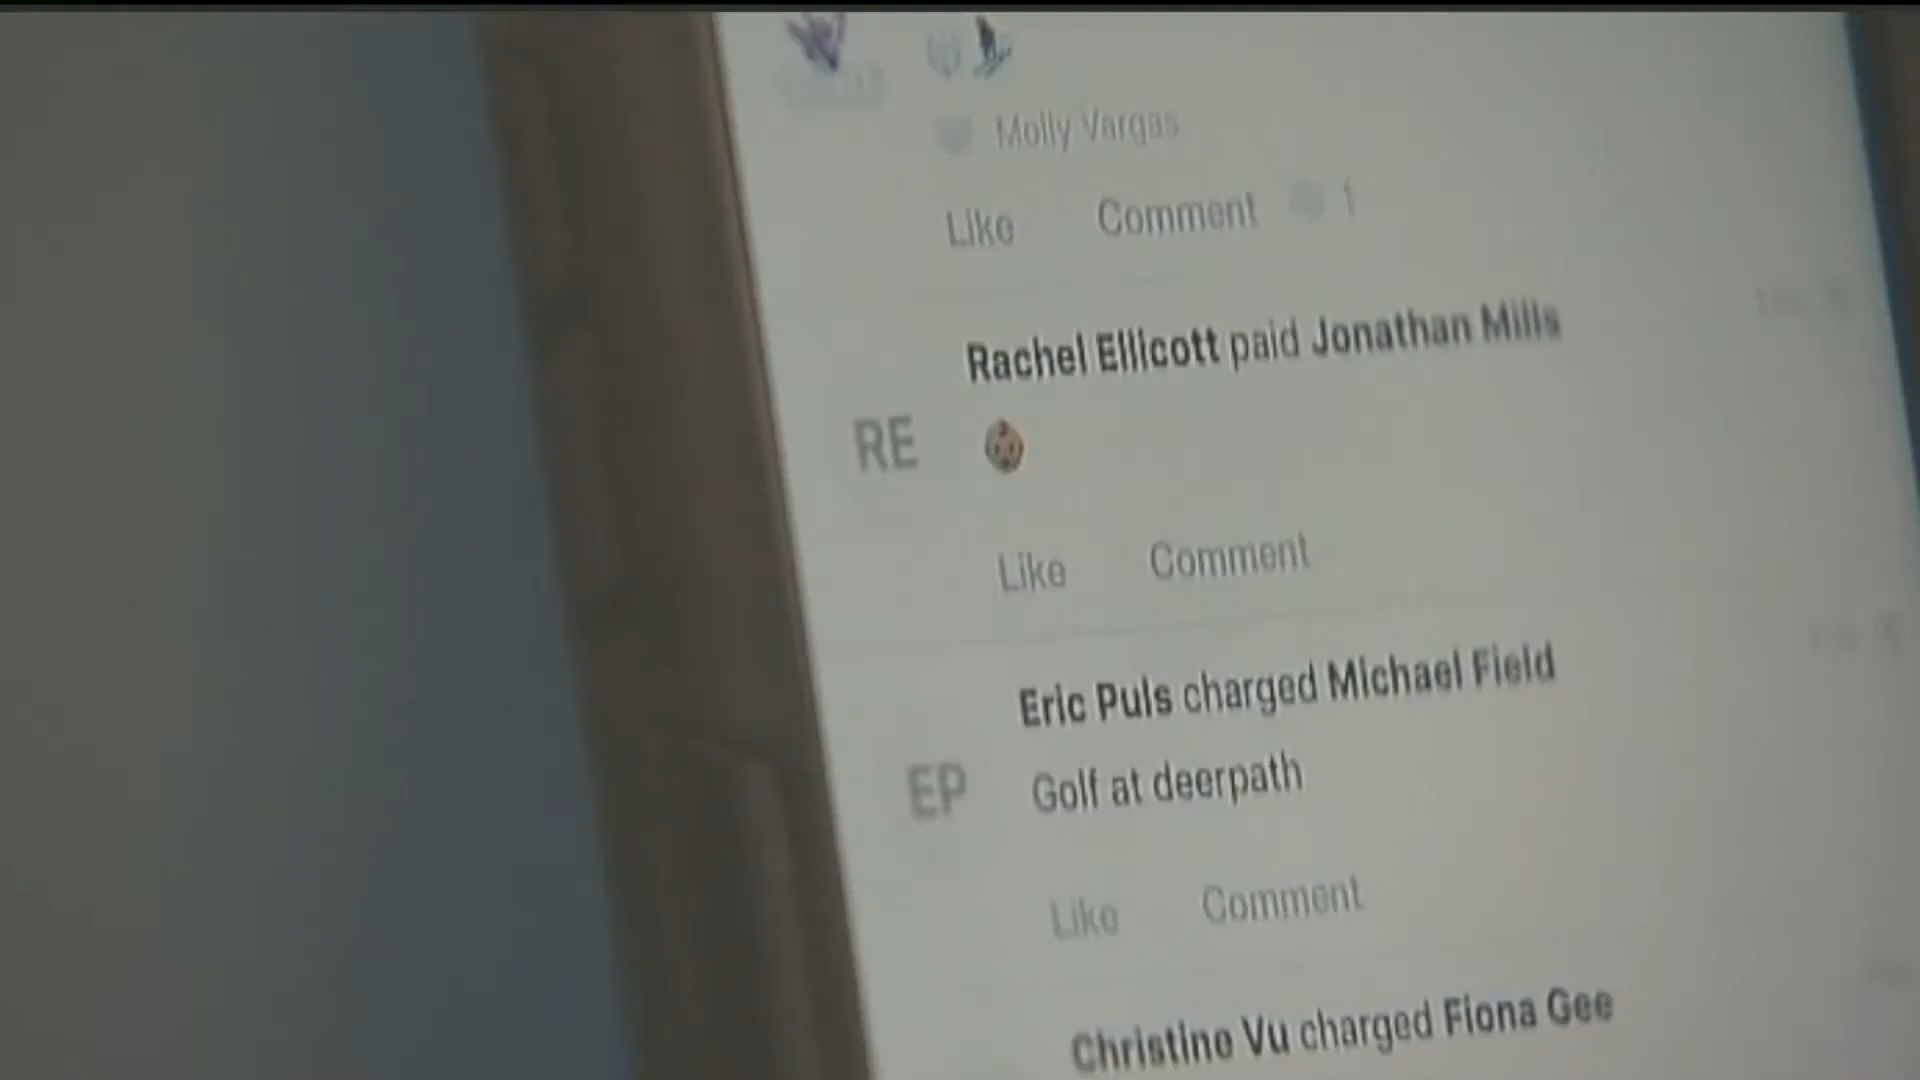 Molly Vargas
Like Comment 1
Rachel Ellicott paid Jonathan Mills
RE
Like Comment
Eric Puls charged Michael Field
EP Golf at deerpath
Like Comment
Christine Vu charged Fiona Gee